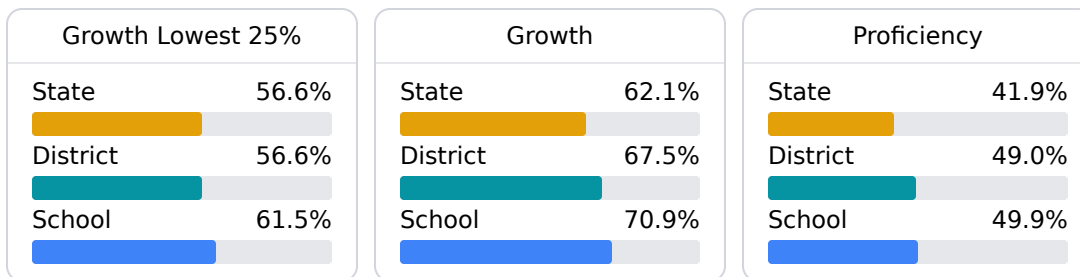 Growth Lowest 25%
State 56.6%
District 56.6%
School 61.5%
Growth
State 62.1%
District 67.5%
School 70.9%
Proficiency
State 41.9%
District 49.0%
School 49.9%